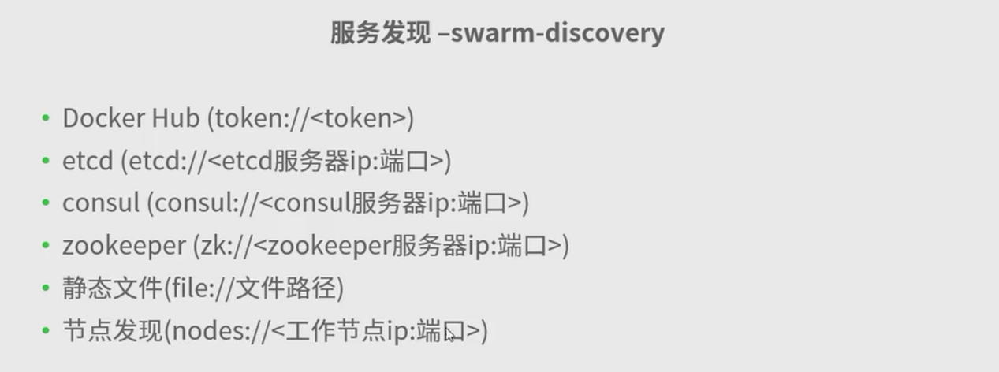 服务发现 –swarm-discovery
• Docker Hub (token://<token>)
• etcd (etcd://<etcd服务器ip:端口>)
• consul (consul://<consul服务器ip:端口>)
• zookeeper (zk://<zookeeper服务器ip:端口>)
• 静态文件(file://文件路径)
• 节点发现(nodes://<工作节点ip:端口>)